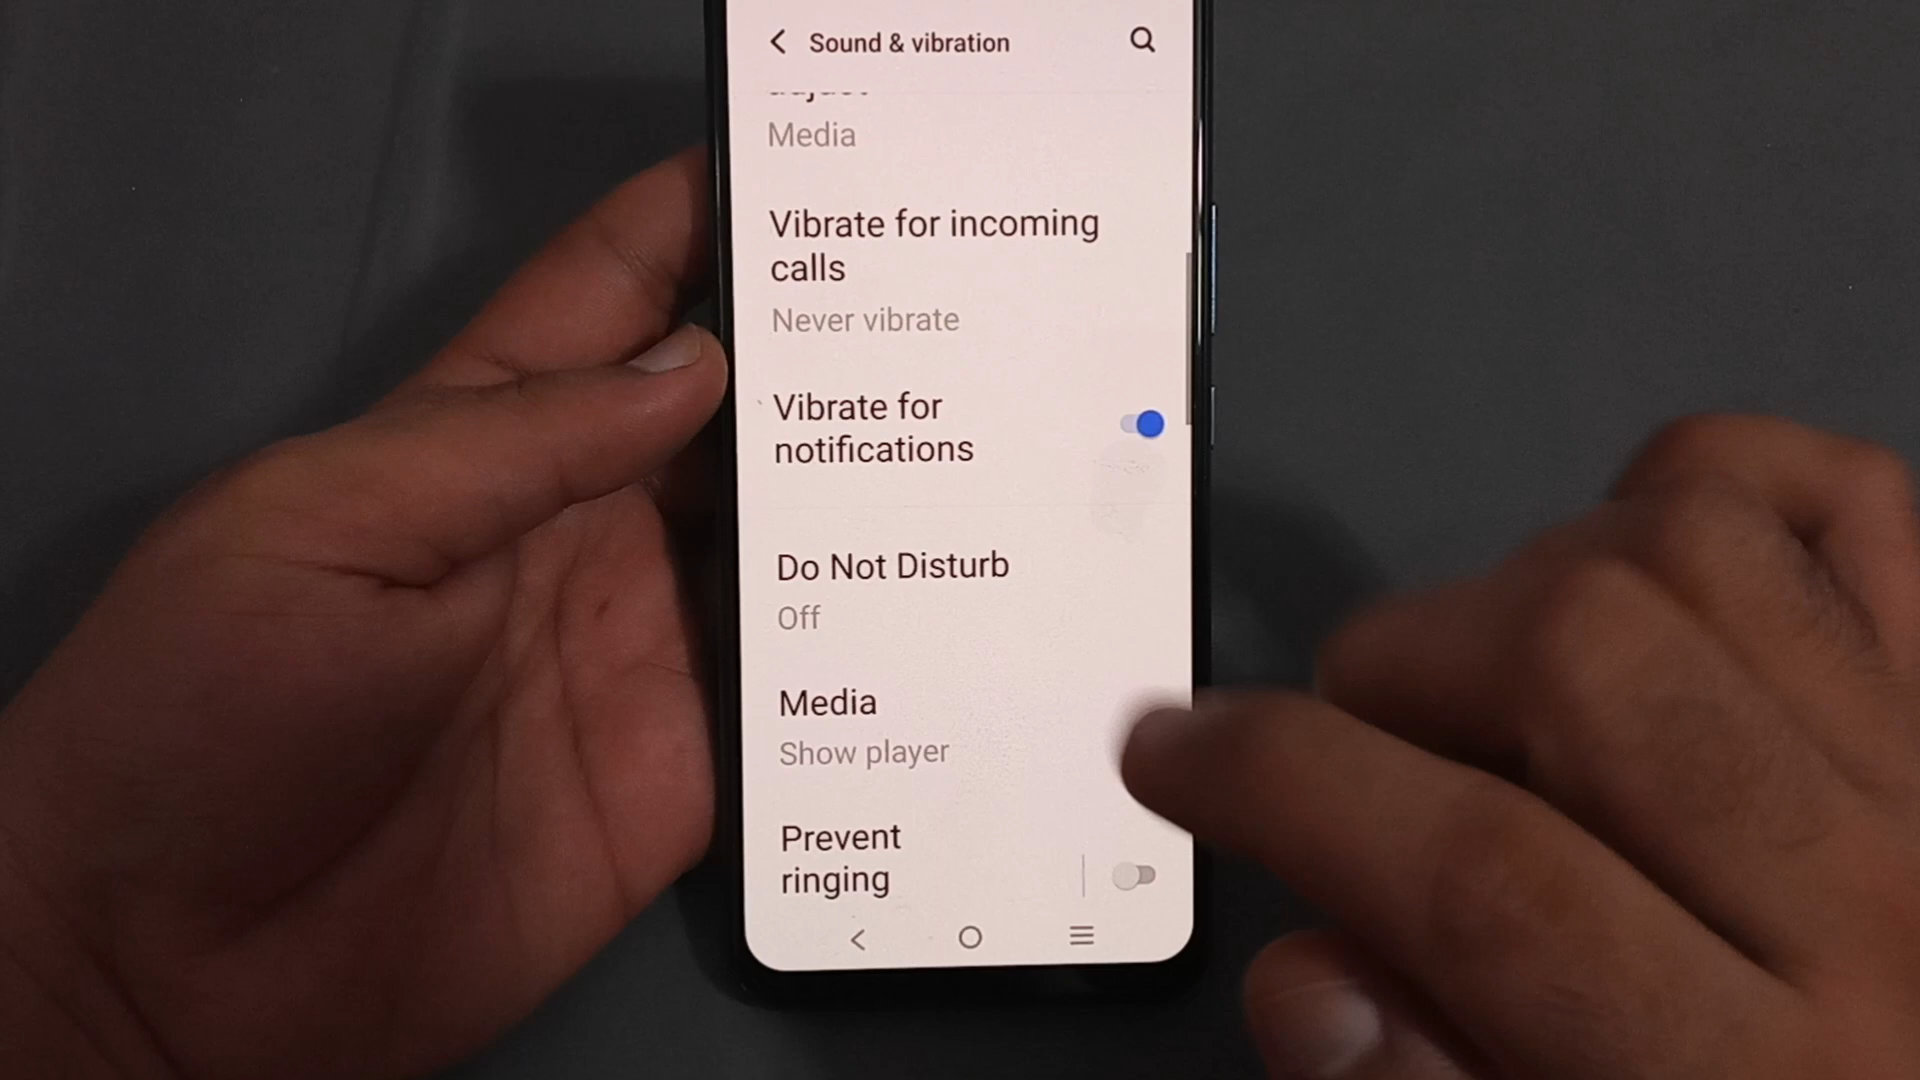 Sound & vibration
Media
Vibrate for incoming
calls
Never vibrate
Vibrate for
notifications
Do Not Disturb
Off
Media
Show player
Prevent
ringing